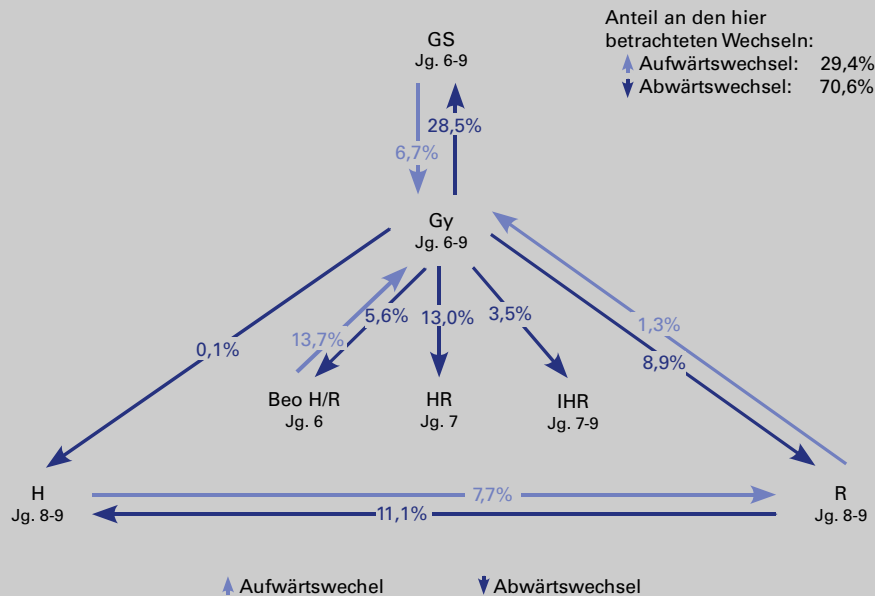 Anteil an den hier
betrachteten Wechseln:
Aufwärtswechsel: 29,4%
Abwärtswechsel: 70,6%
GS
Jg. 6-9
28,5%
6,7%
Gy
Jg. 6-9
5,6%
13,0%
3,5%
13,7%
0,1%
1,3%
8,9%
Beo H/R
Jg. 6
HR
Jg. 7
IHR
Jg. 7-9
H
Jg. 8-9
7,7%
11,1%
R
Jg. 8-9
Aufwärtswechel
Abwärtswechsel